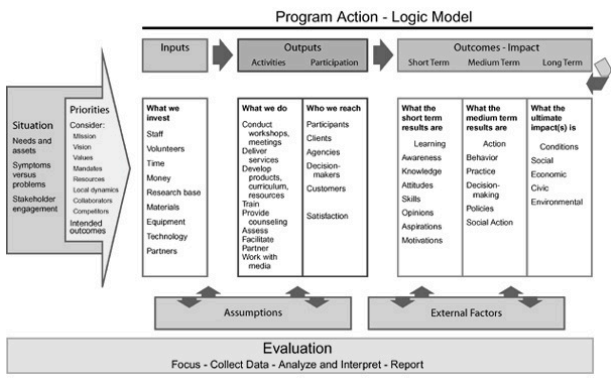 Program Action - Logic Model
Inputs
Outputs
Activities Participation
Outcomes - Impact
Short Term Medium Term Long Term
Situation
Needs and
assets
Symptoms
versus
problems
Stakeholder
engagement
Priorities
Consider:
Mission
Vision
Values
Mandates
Resources
Local dynamics
Collaborators
Competitors
Intended
outcomes
What we
invest
Staff
Volunteers
Time
Money
Research base
Materials
Equipment
Technology
Partners
What we do
Conduct
workshops,
meetings
Deliver
services
Develop
products,
curriculum,
resources
Train
Provide
counseling
Assess
Facilitate
Partner
Work with
media
Who we reach
Participants
Clients
Agencies
Decision-
makers
Customers
Satisfaction
What the
short term
results are
Learning
Awareness
Knowledge
Attitudes
Skills
Opinions
Aspirations
Motivations
What the
medium term
results are
Action
Behavior
Practice
Decision-
making
Policies
Social Action
What the
ultimate
impact(s) is
Conditions
Social
Economic
Civic
Environmental
Assumptions
External Factors
Evaluation
Focus - Collect Data - Analyze and Interpret - Report